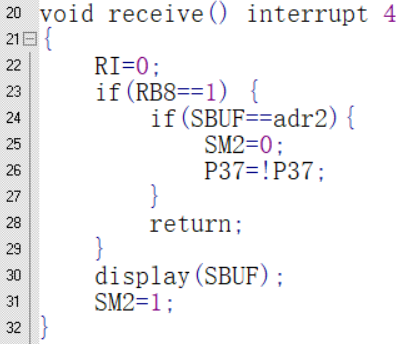 20 void receive() interrupt 4
21 {
22     RI=0;
23     if(RB8==1) {
24         if(SBUF==adr2){
25             SM2=0;
26             P37=!P37;
27         }
28         return;
29     }
30     display(SBUF);
31     SM2=1;
32 }